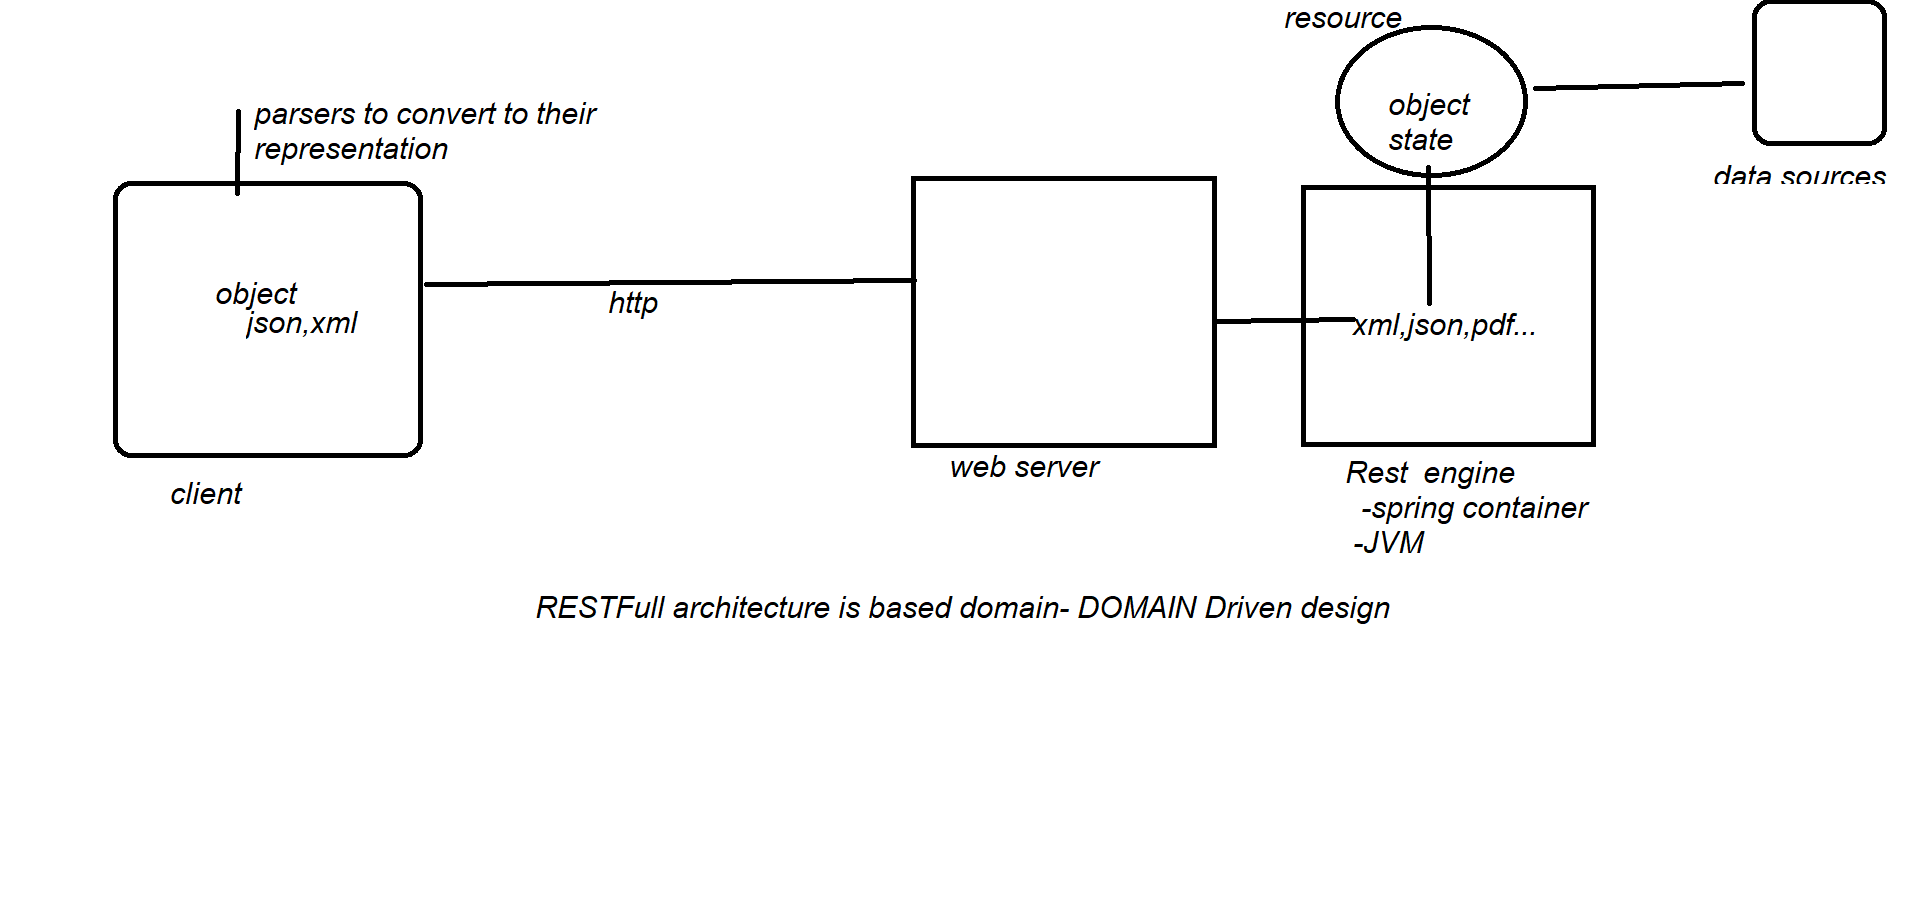 resource
object
state
data sources
parsers to convert to their
representation
object
json,xml
http
xml,json,pdf...
client
web server
Rest  engine
-spring container
-JVM
RESTFull architecture is based domain- DOMAIN Driven design